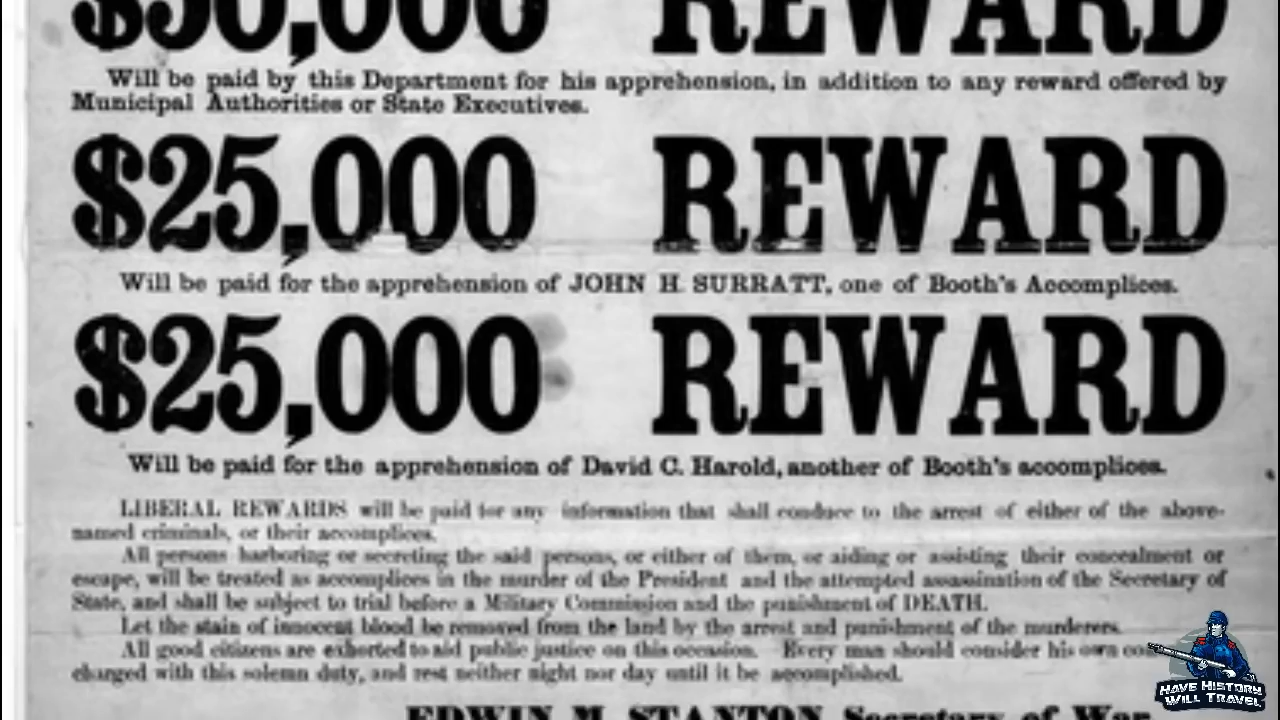 $50,000 REWARD
Will be paid by this Department for his apprehension, in addition to any reward offered by
Municipal Authorities or State Executives.
$25,000 REWARD
Will be paid for the apprehension of JOHN H. SURRATT, one of Booth's Accomplices.
$25,000 REWARD
Will be paid for the apprehension of David C. Harold, another of Booth's accomplices.
LIBERAL REWARDS will be paid for any information that shall conduce to the arrest of either of the above-
named criminals, or their accomplices.
All persons harboring or secreting the said persons, or either of them, or aiding or assisting their concealment or
escape, will be treated as accomplices in the murder of the President and the attempted assassination of the Secretary of
State, and shall be subject to trial before a Military Commission and the punishment of DEATH.
Let the stain of innocent blood be removed from the land by the arrest and punishment of the murderers.
All good citizens are exhorted to aid public justice on this occasion. Every man should consider his own
charged with this solemn duty, and rest neither night nor day until it be accomplished.
EDWIN M. STANTON, Secretary of War.
HAVE HISTORY
WILL TRAVEL